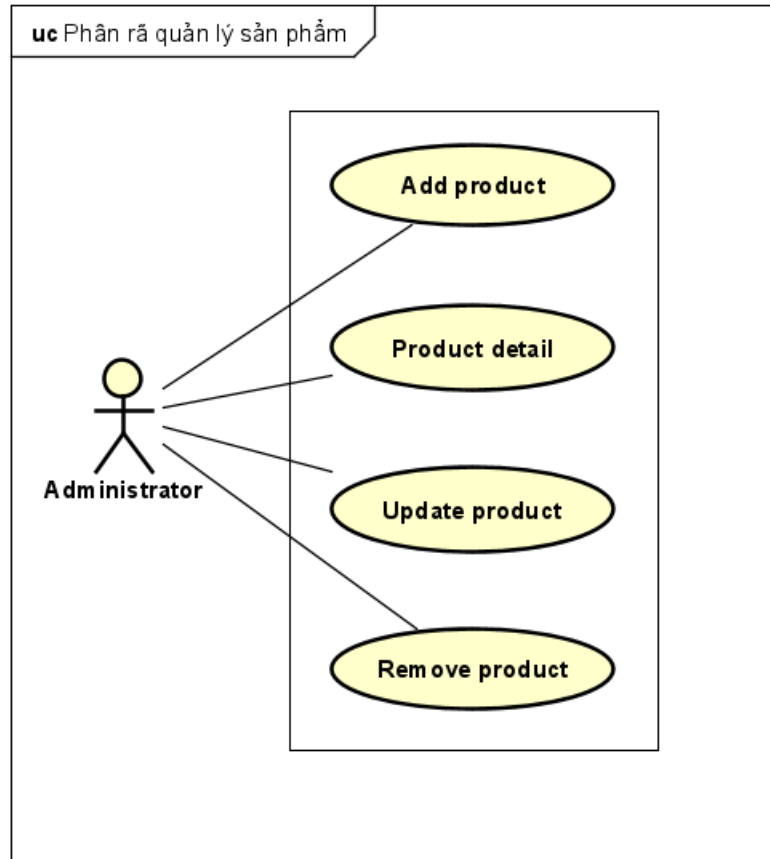 uc Phân rã quản lý sản phẩm
Add product
Product detail
Administrator
Update product
Remove product